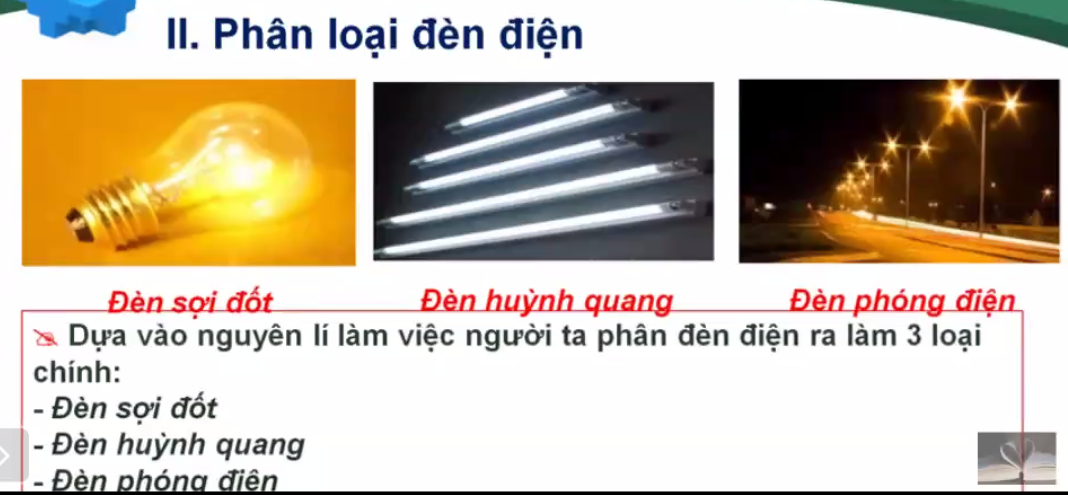 II. Phân loại đèn điện
Đèn sợi đốt
Đèn huỳnh quang
Đèn phóng điện
Dựa vào nguyên lí làm việc người ta phân đèn điện ra làm 3 loại
chính:
- Đèn sợi đốt
- Đèn huỳnh quang
- Đèn phóng điện